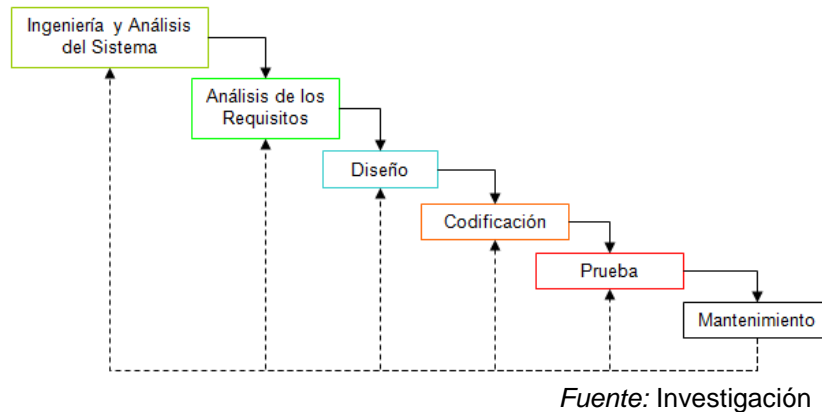 Ingeniería y Análisis
del Sistema
Análisis de los
Requisitos
Diseño
Codificación
Prueba
Mantenimiento
Fuente: Investigación